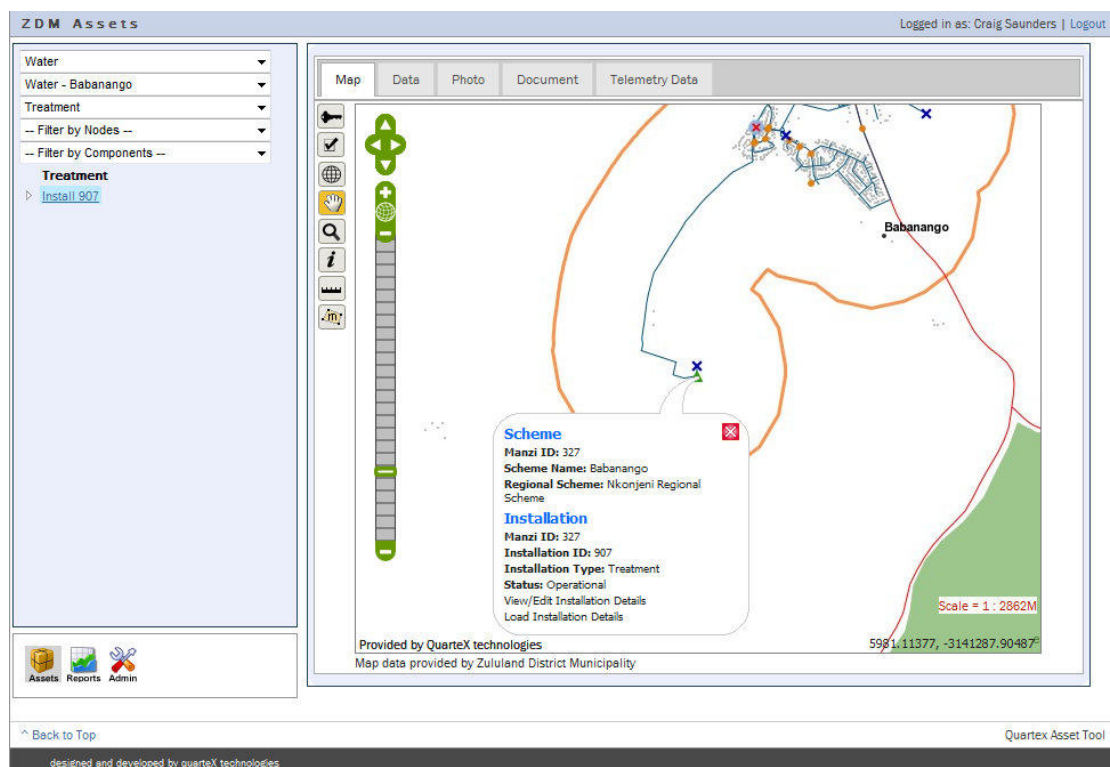 ZDM Assets
Logged in as: Craig Saunders | Logout
Water
Water - Babanango
Treatment
-- Filter by Nodes --
-- Filter by Components --
Treatment
Install 907
Map Data Photo Document Telemetry Data
Babanango
Scheme
Manzi ID: 327
Scheme Name: Babanango
Regional Scheme: Nkonjeni Regional
Scheme
Installation
Manzi ID: 327
Installation ID: 907
Installation Type: Treatment
Status: Operational
View/Edit Installation Details
Load Installation Details
Scale = 1 : 2862M
Provided by QuarteX technologies
5981.11377, -3141287.90487°
Map data provided by Zululand District Municipality
Assets Reports Admin
^ Back to Top
Quartex Asset Tool
designed and developed by quarteX technologies